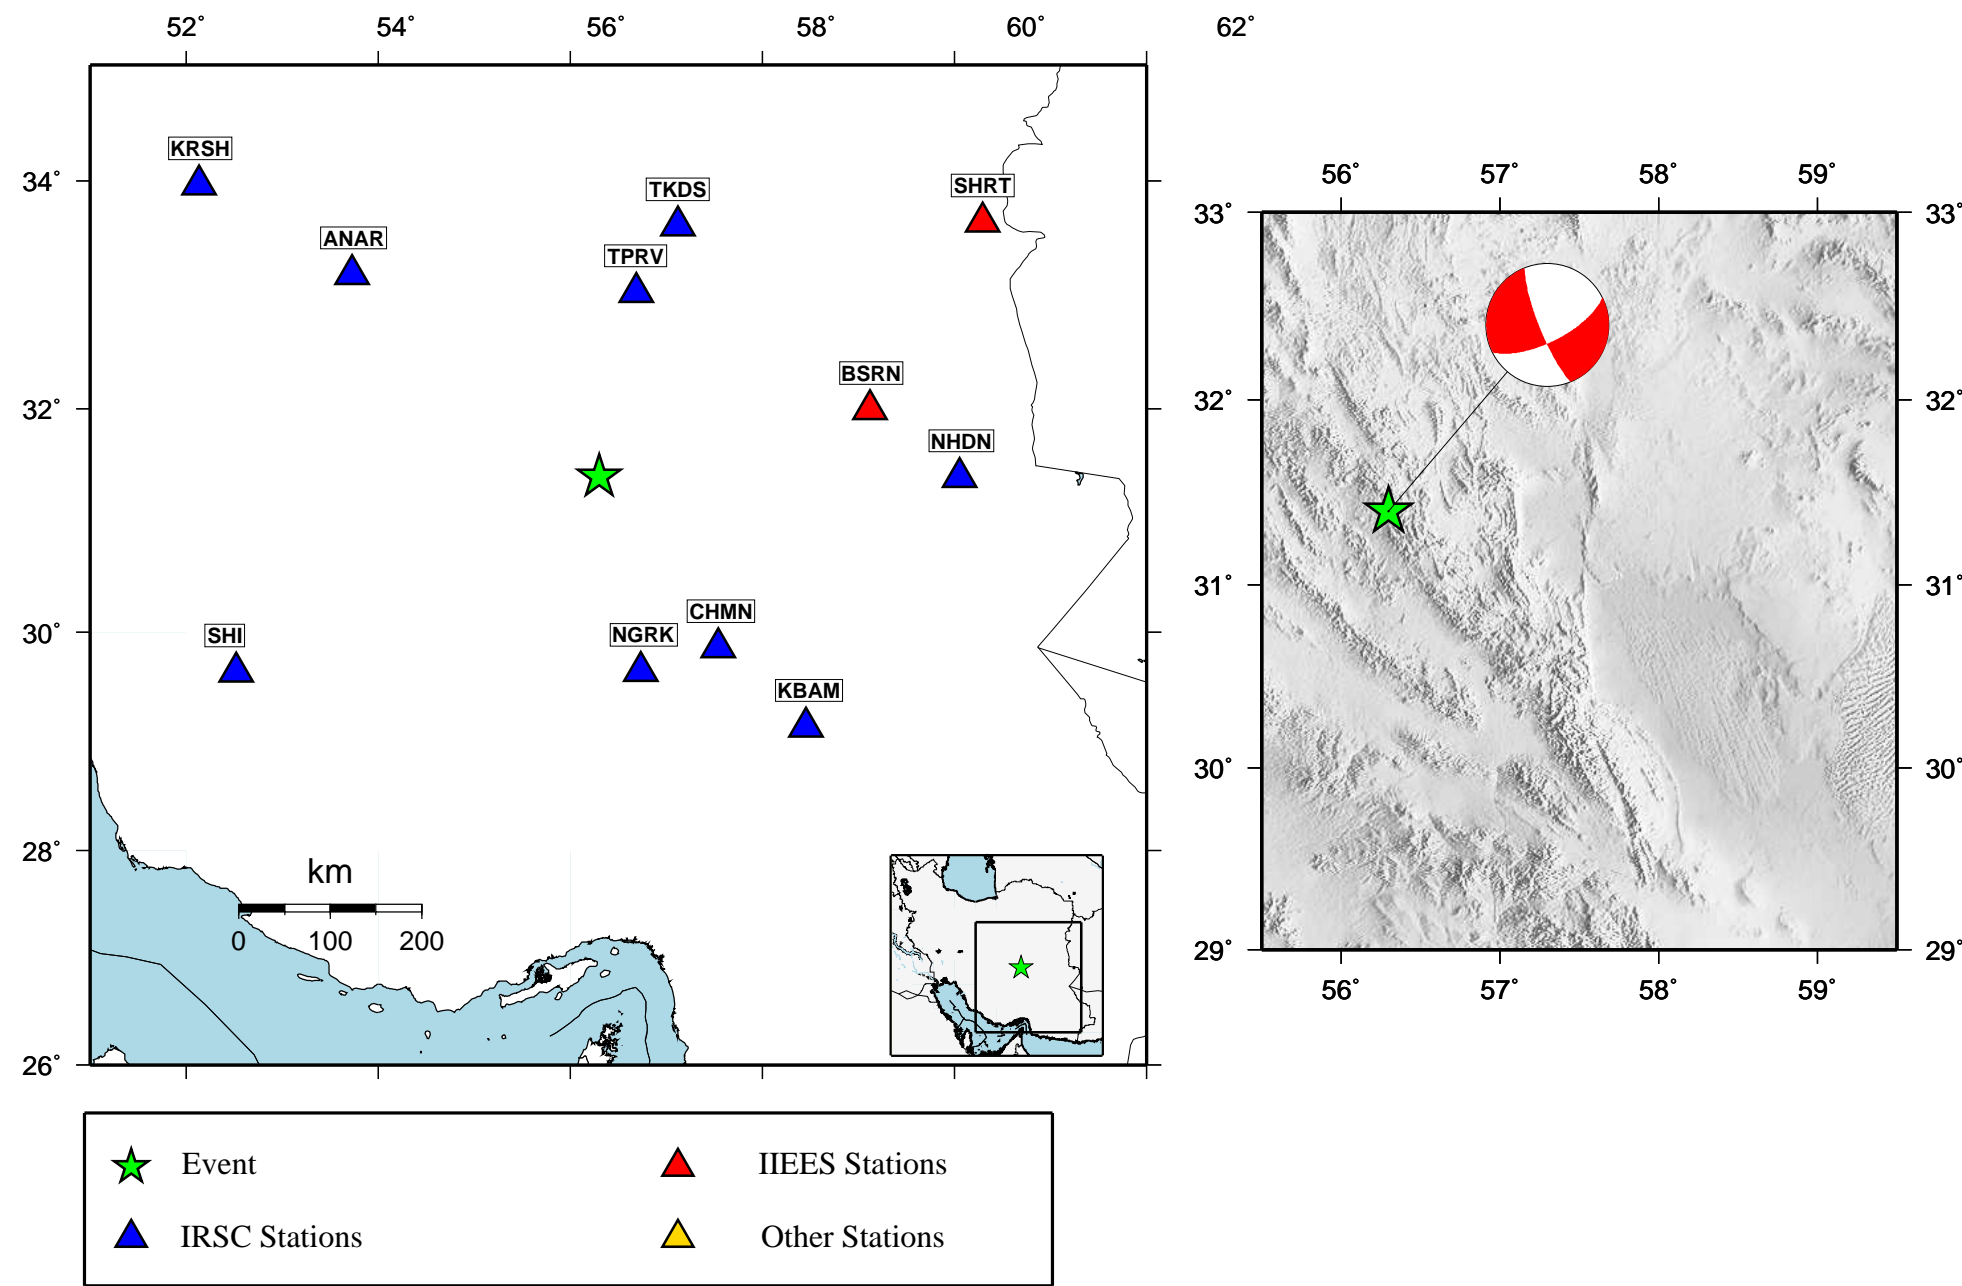 52° 54° 56° 58° 60° 62°
KRSH
34°
TKDS
SHRT
ANAR
TPRV
32°
BSRN
NHDN
30°
SHI
NGRK
CHMN
KBAM
28°
km
0 100 200
26°
56° 57° 58° 59°
33° 33°
32° 32°
31° 31°
30° 30°
29° 29°
56° 57° 58° 59°
Event
IIEES Stations
IRSC Stations
Other Stations